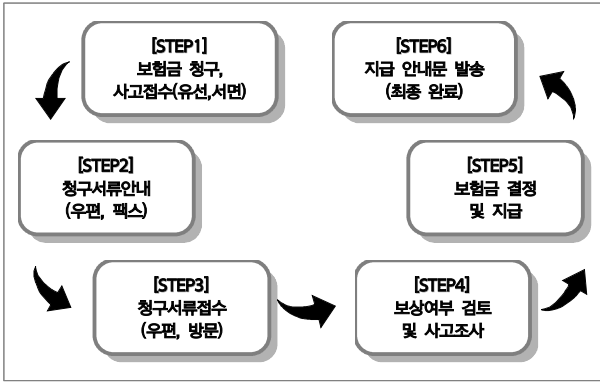 [STEP1]
보험금 청구,
사고접수(유선,서면)
[STEP2]
청구서류안내
(우편, 팩스)
[STEP3]
청구서류접수
(우편, 방문)
[STEP4]
보상여부 검토
및 사고조사
[STEP5]
보험금 결정
및 지급
[STEP6]
지급 안내문 발송
(최종 완료)